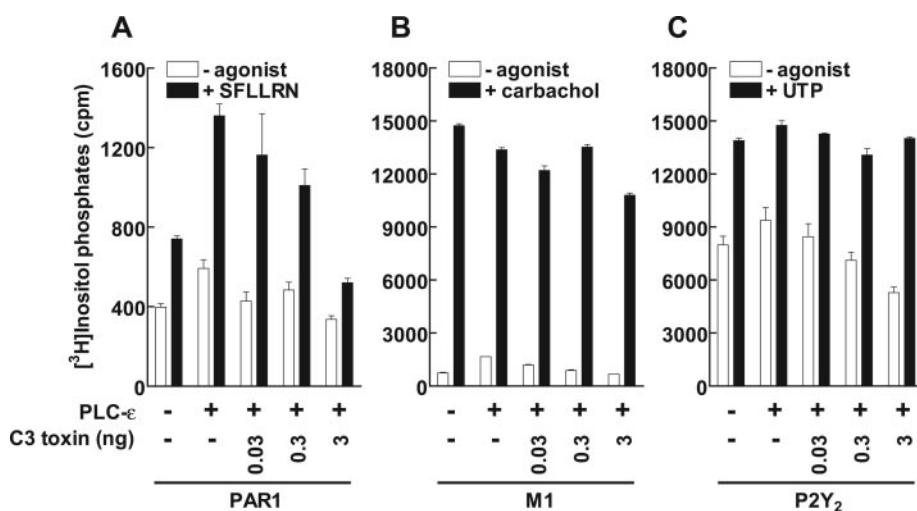 A
B
C
- agonist
+ SFLLRN
- agonist
+ carbachol
- agonist
+ UTP
[³H]Inositol phosphates (cpm)
1600
1200
800
400
0
18000
15000
12000
9000
6000
3000
0
18000
15000
12000
9000
6000
3000
0
PLC-ε - + + + + - + + + + - + + + +
C3 toxin (ng) - - 0.03 0.3 3 - - 0.03 0.3 3 - - 0.03 0.3 3
PAR1 M1 P2Y₂